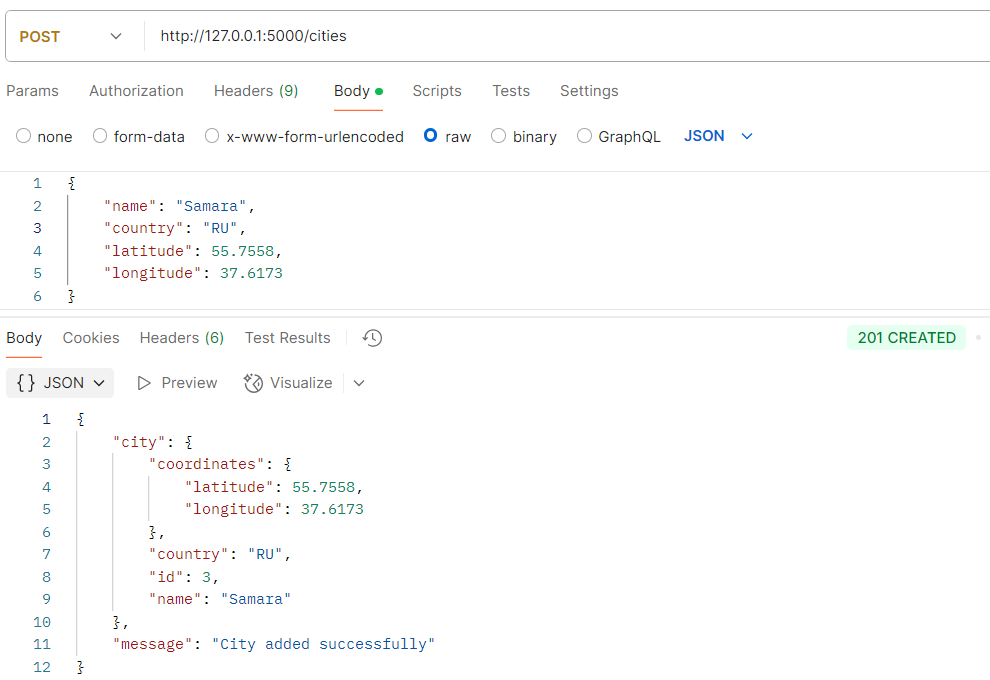 POST http://127.0.0.1:5000/cities
Params Authorization Headers (9) Body Scripts Tests Settings
none form-data x-www-form-urlencoded raw binary GraphQL JSON
1 {
2 "name": "Samara",
3 "country": "RU",
4 "latitude": 55.7558,
5 "longitude": 37.6173
6 }
Body Cookies Headers (6) Test Results 201 CREATED
{} JSON Preview Visualize
1 {
2 "city": {
3 "coordinates": {
4 "latitude": 55.7558,
5 "longitude": 37.6173
6 },
7 "country": "RU",
8 "id": 3,
9 "name": "Samara"
10 },
11 "message": "City added successfully"
12 }